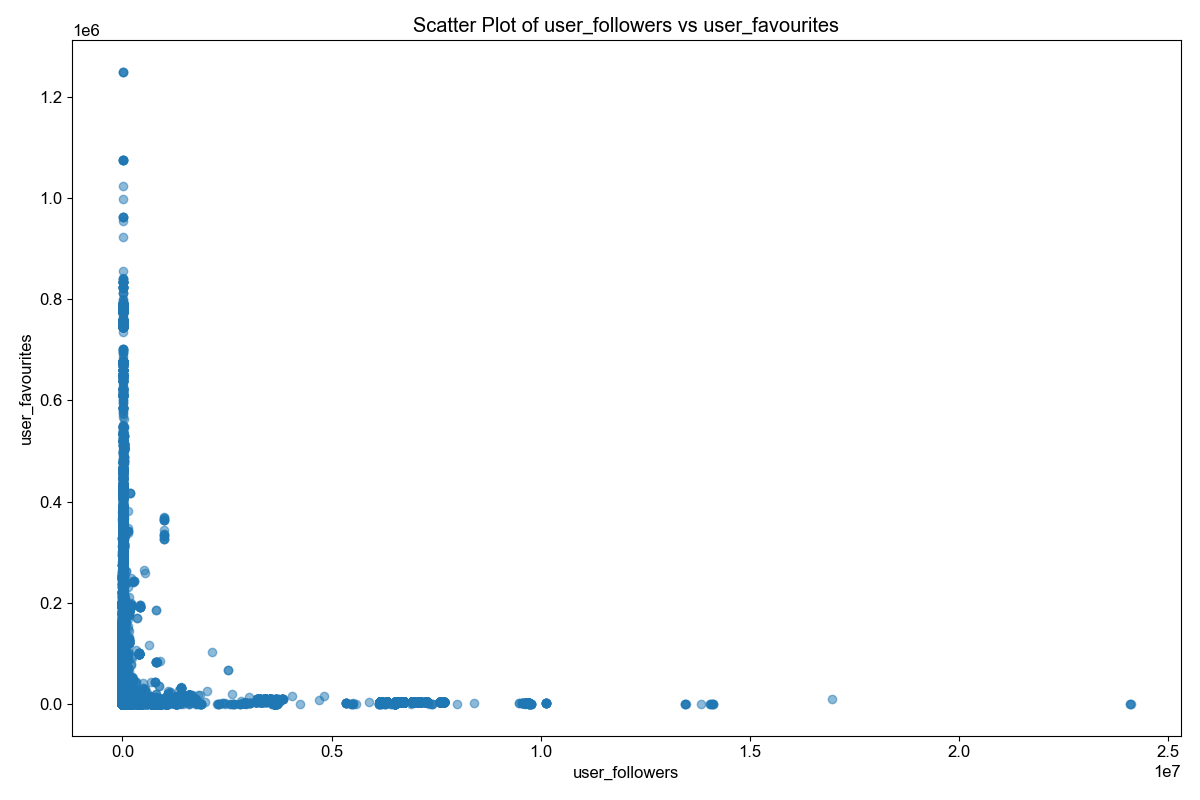 Scatter Plot of user_followers vs user_favourites
1e6
1.2
1.0
0.8
0.6
0.4
0.2
0.0
user_favourites
0.0 0.5 1.0 1.5 2.0 2.5
1e7
user_followers